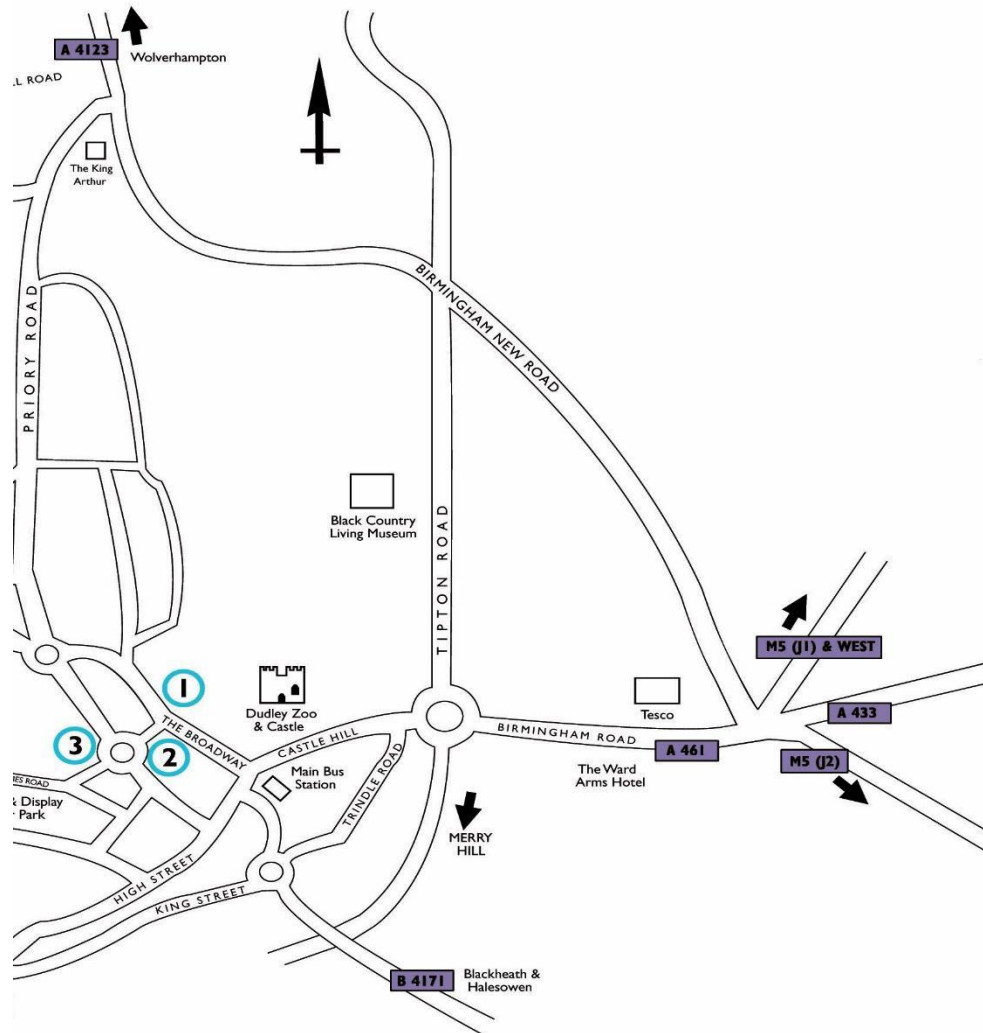 A 4123
Wolverhampton
LL ROAD
The King
Arthur
BIRMINGHAM NEW ROAD
PRIORY ROAD
Black Country
Living Museum
TIPTON ROAD
M5 (J1) & WEST
1
Dudley Zoo
& Castle
Tesco
A 433
THE BROADWAY
CASTLE HILL
BIRMINGHAM ROAD
3
2
A 461
M5 (J2)
Main Bus
Station
TRINDLE ROAD
The Ward
Arms Hotel
ES ROAD
& Display
Park
MERRY
HILL
HIGH STREET
KING STREET
B 4171
Blackheath &
Halesowen